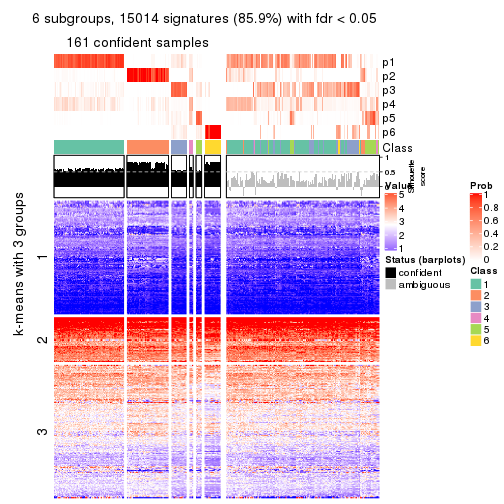 6 subgroups, 15014 signatures (85.9%) with fdr < 0.05
161 confident samples
p1
p2
p3
p4
p5
p6
Class
1
0.5
0
Silhouette
score
k-means with 3 groups
1
2
3
Value
5
4
3
2
1
Status (barplots)
confident
ambiguous
Prob
1
0.8
0.6
0.4
0.2
0
Class
1
2
3
4
5
6